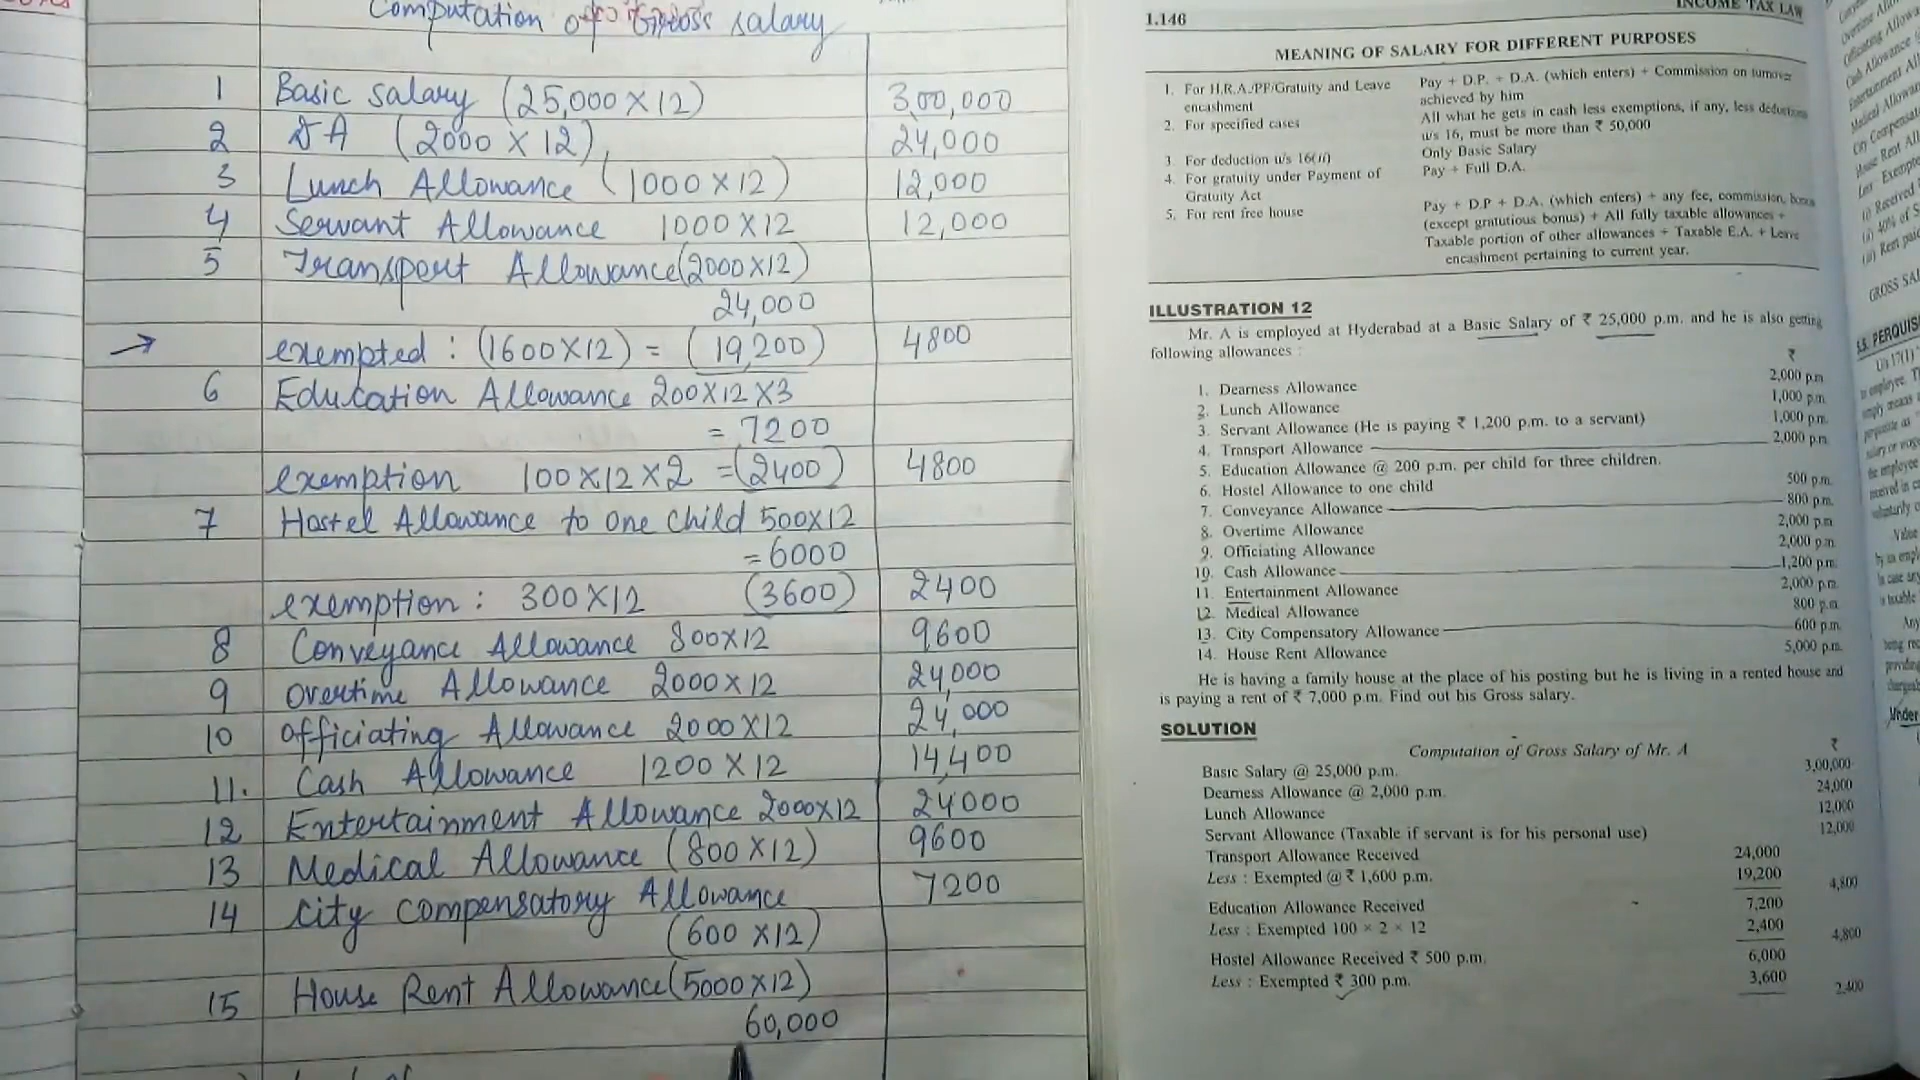 Computation of Gross salary
1 Basic salary (25,000 X 12) 3,00,000
2 DA (2000 X 12) 24,000
3 Lunch Allowance (1000 X 12) 12,000
4 Servant Allowance 1000 X 12 12,000
5 Transport Allowance (2000 X 12)
24,000
→ exempted : (1600 X 12) = (19,200) 4800
6 Education Allowance 200 X 12 X 3
= 7200
exemption 100 X 12 X 2 = (2400) 4800
7 Hostel Allowance to one child 500 X 12
= 6000
exemption : 300 X 12 (3600) 2400
8 Conveyance Allowance 800 X 12 9600
9 Overtime Allowance 2000 X 12 24,000
10 officiating Allowance 2000 X 12 24,000
11. Cash Allowance 1200 X 12 14,400
12 Entertainment Allowance 2000 X 12 24000
13 Medical Allowance (800 X 12) 9600
14 City Compensatory Allowance 7200
(600 X 12)
15 House Rent Allowance (5000 X 12)
60,000
1.146 INCOME TAX LAW
MEANING OF SALARY FOR DIFFERENT PURPOSES
1. For H.R.A./PF/Gratuity and Leave encashment Pay + D.P. + D.A. (which enters) + Commission on turnover achieved by him
2. For specified cases All what he gets in cash less exemptions, if any, less deductions u/s 16, must be more than ₹ 50,000
3. For deduction u/s 16(ii) Only Basic Salary
4. For gratuity under Payment of Gratuity Act Pay + Full D.A.
5. For rent free house Pay + D.P + D.A. (which enters) + any fee, commission, bonus
(except gratutious bonus) + All fully taxable allowances +
Taxable portion of other allowances + Taxable E.A. + Leave
encashment pertaining to current year.
ILLUSTRATION 12
Mr. A is employed at Hyderabad at a Basic Salary of ₹ 25,000 p.m. and he is also getting
following allowances :
₹
1. Dearness Allowance 2,000 p.m.
2. Lunch Allowance 1,000 p.m.
3. Servant Allowance (He is paying ₹ 1,200 p.m. to a servant) 1,000 p.m.
4. Transport Allowance 2,000 p.m.
5. Education Allowance @ 200 p.m. per child for three children.
6. Hostel Allowance to one child 500 p.m.
7. Conveyance Allowance 800 p.m.
8. Overtime Allowance 2,000 p.m.
9. Officiating Allowance 2,000 p.m.
10. Cash Allowance 1,200 p.m.
11. Entertainment Allowance 2,000 p.m.
12. Medical Allowance 800 p.m.
13. City Compensatory Allowance 600 p.m.
14. House Rent Allowance 5,000 p.m.
He is having a family house at the place of his posting but he is living in a rented house and
is paying a rent of ₹ 7,000 p.m. Find out his Gross salary.
SOLUTION
Computation of Gross Salary of Mr. A ₹
Basic Salary @ 25,000 p.m. 3,00,000
Dearness Allowance @ 2,000 p.m. 24,000
Lunch Allowance 12,000
Servant Allowance (Taxable if servant is for his personal use) 12,000
Transport Allowance Received 24,000
Less : Exempted @ ₹ 1,600 p.m. 19,200 4,800
Education Allowance Received 7,200
Less : Exempted 100 × 2 × 12 2,400 4,800
Hostel Allowance Received ₹ 500 p.m. 6,000
Less : Exempted ₹ 300 p.m. 3,600 2,400
GROSS SA
5.5. PERQUIS
Under